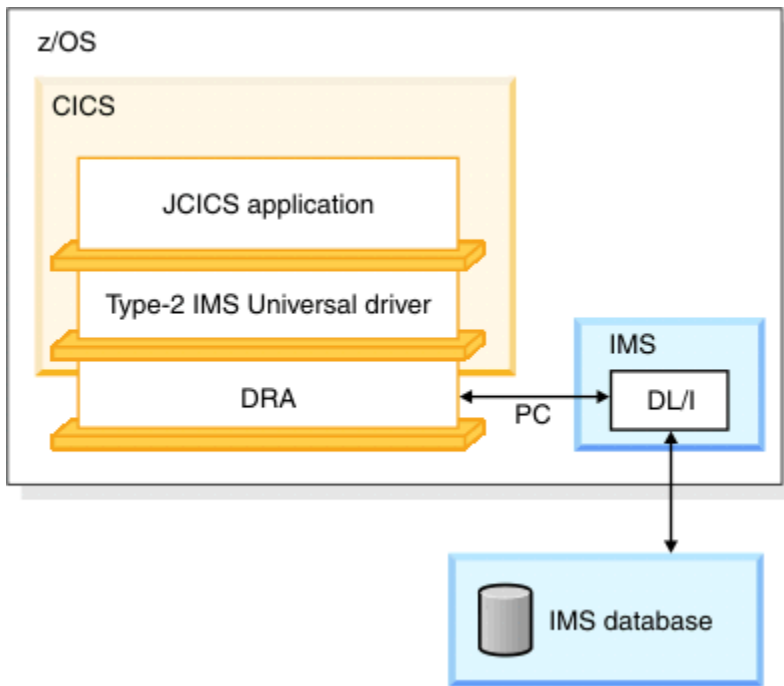 z/OS
CICS
JCICS application
Type-2 IMS Universal driver
IMS
DRA
PC
DL/I
IMS database